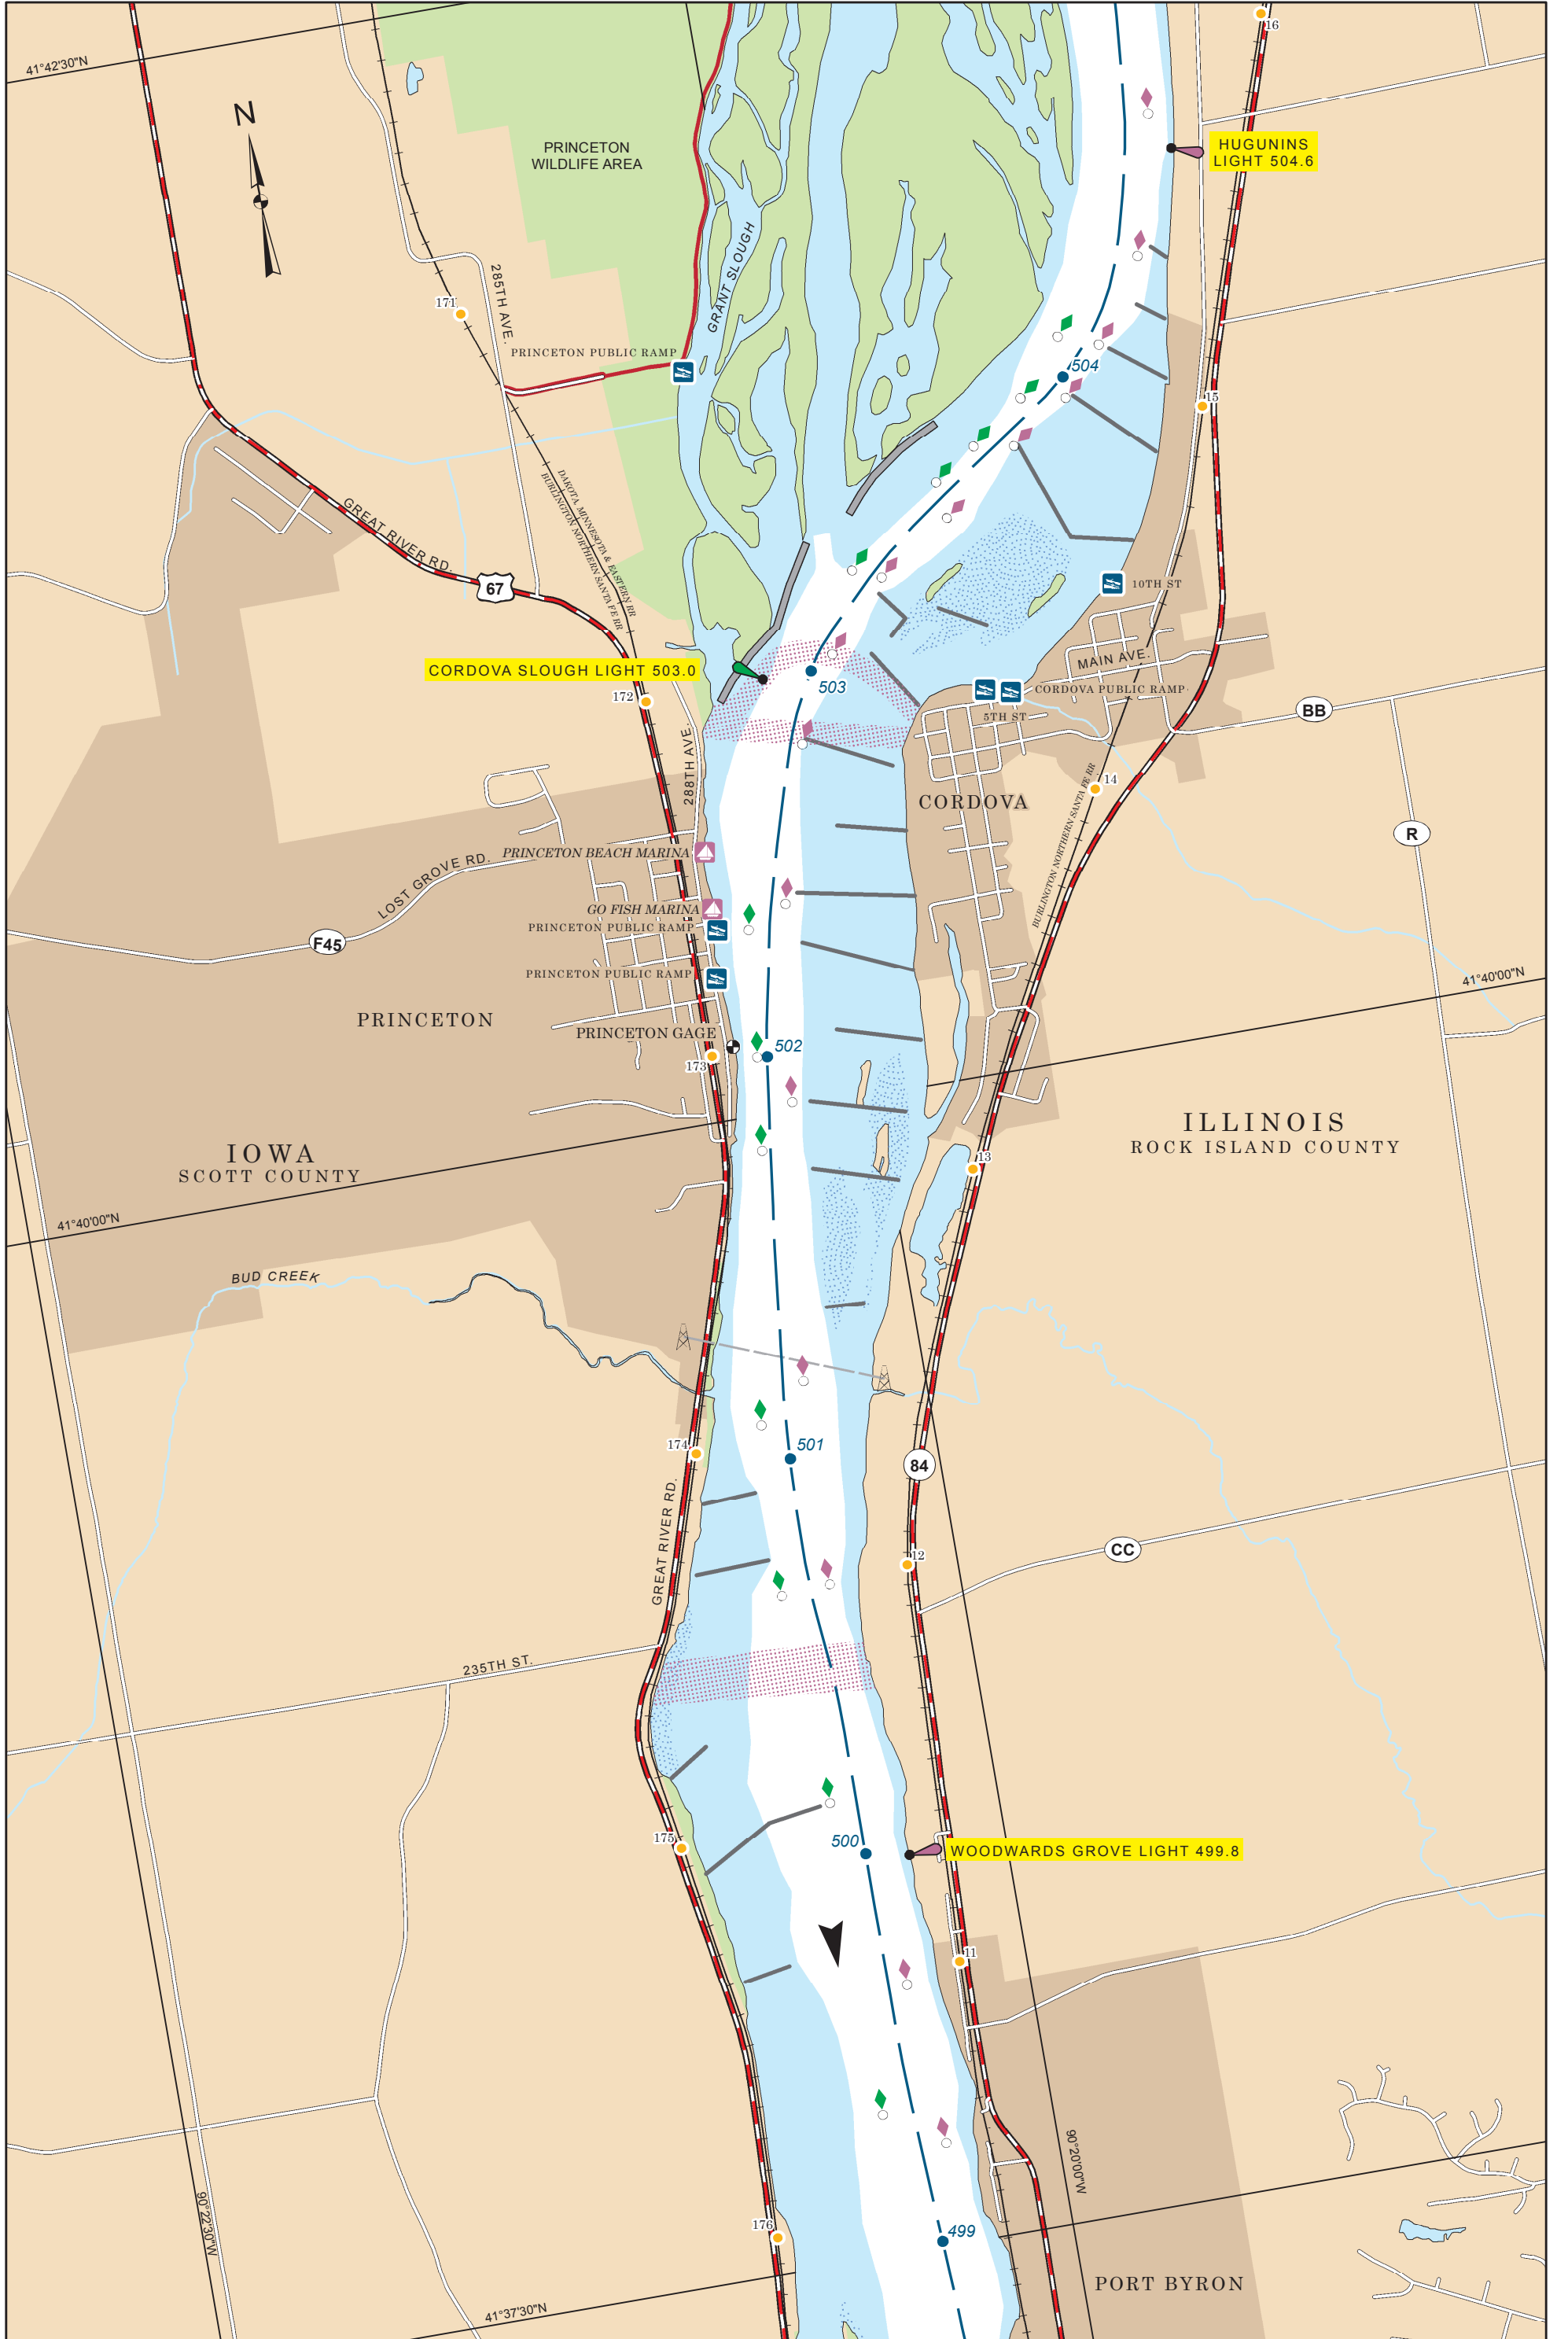 16
41°42'30"N
N
PRINCETON
WILDLIFE AREA
HUGUNINS
LIGHT 504.6
GRANT SLOUGH
285TH AVE.
171
PRINCETON PUBLIC RAMP
504
15
GREAT RIVER RD.
67
DAKOTA, MINNESOTA & EASTERN RR
BURLINGTON NORTHERN SANTA FE RR
10TH ST
MAIN AVE.
CORDOVA SLOUGH LIGHT 503.0
503
172
CORDOVA PUBLIC RAMP
5TH ST
BB
288TH AVE.
14
CORDOVA
BURLINGTON NORTHERN SANTA FE RR
R
PRINCETON BEACH MARINA
LOST GROVE RD.
GO FISH MARINA
PRINCETON PUBLIC RAMP
F45
PRINCETON PUBLIC RAMP
41°40'00"N
PRINCETON
PRINCETON GAGE
502
173
ILLINOIS
ROCK ISLAND COUNTY
IOWA
SCOTT COUNTY
13
41°40'00"N
BUD CREEK
174
501
84
GREAT RIVER RD.
CC
12
235TH ST.
175
500
WOODWARDS GROVE LIGHT 499.8
11
90°20'00"W
90°22'30"W
176
499
PORT BYRON
41°37'30"N